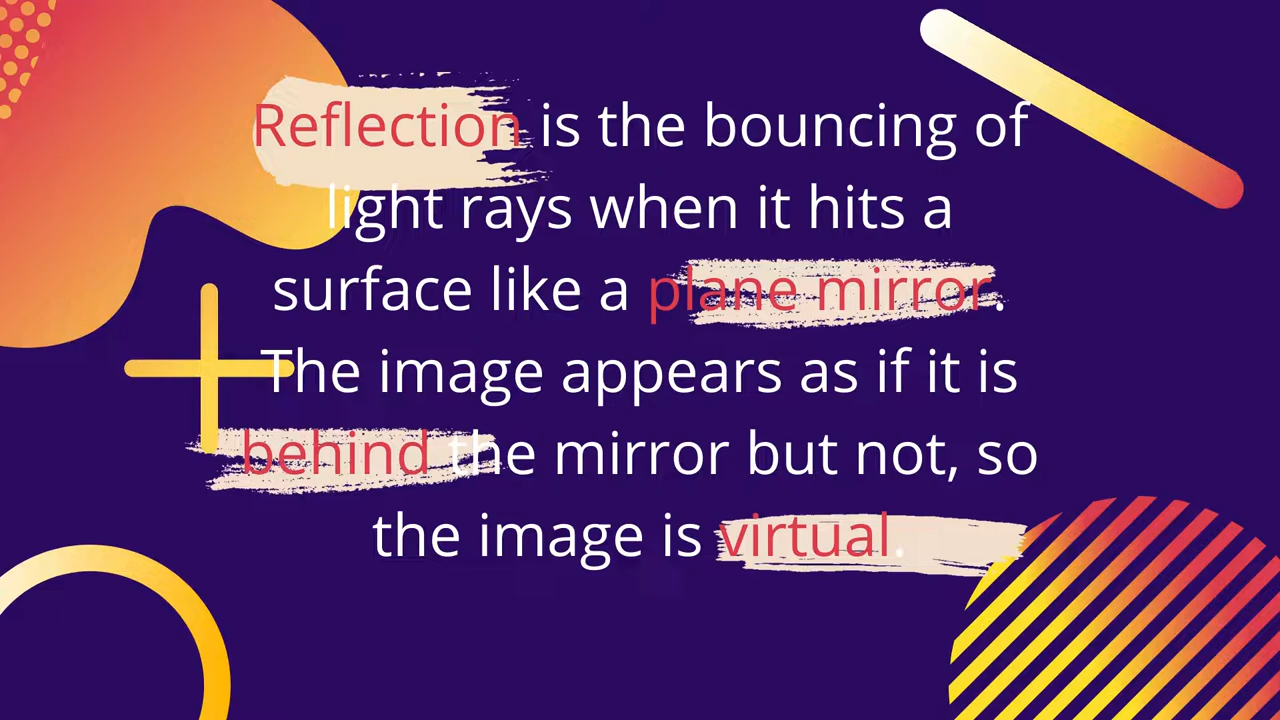 Reflection is the bouncing of
light rays when it hits a
surface like a plane mirror.
The image appears as if it is
behind the mirror but not, so
the image is virtual.